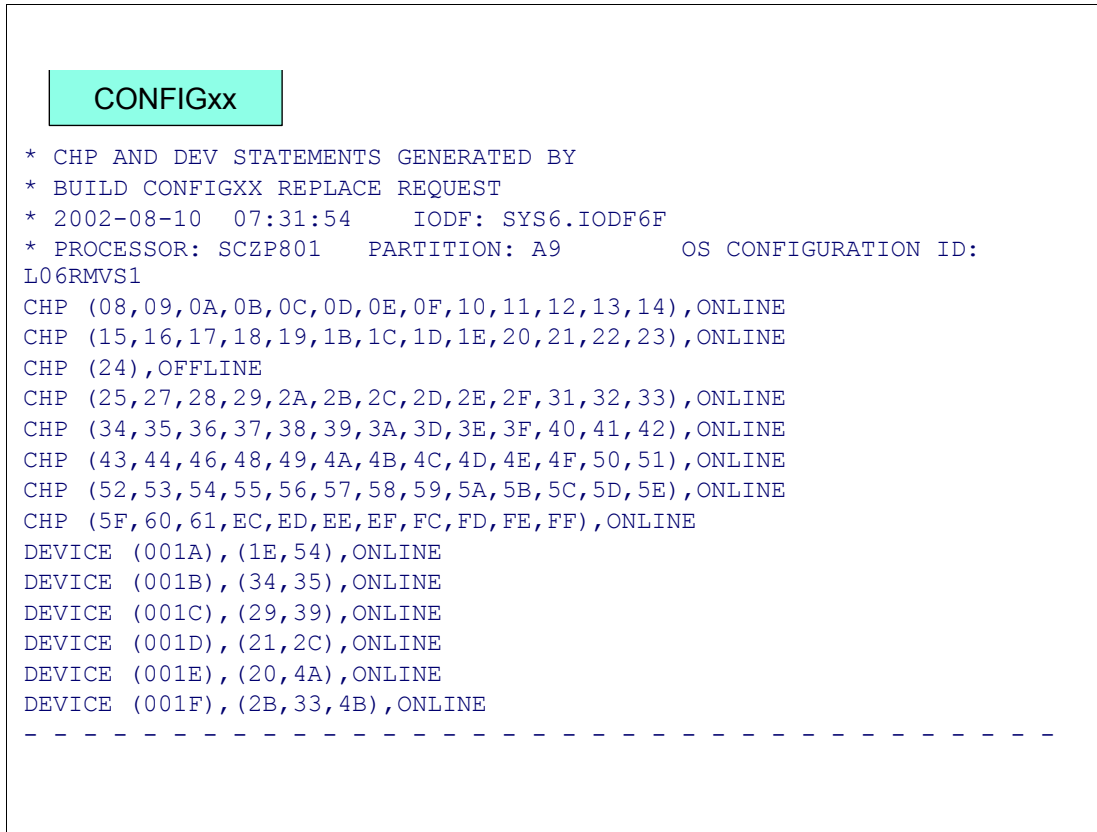 CONFIGxx
* CHP AND DEV STATEMENTS GENERATED BY
* BUILD CONFIGXX REPLACE REQUEST
* 2002-08-10  07:31:54    IODF: SYS6.IODF6F
* PROCESSOR: SCZP801   PARTITION: A9        OS CONFIGURATION ID:
L06RMVS1
CHP (08,09,0A,0B,0C,0D,0E,0F,10,11,12,13,14),ONLINE
CHP (15,16,17,18,19,1B,1C,1D,1E,20,21,22,23),ONLINE
CHP (24),OFFLINE
CHP (25,27,28,29,2A,2B,2C,2D,2E,2F,31,32,33),ONLINE
CHP (34,35,36,37,38,39,3A,3D,3E,3F,40,41,42),ONLINE
CHP (43,44,46,48,49,4A,4B,4C,4D,4E,4F,50,51),ONLINE
CHP (52,53,54,55,56,57,58,59,5A,5B,5C,5D,5E),ONLINE
CHP (5F,60,61,EC,ED,EE,EF,FC,FD,FE,FF),ONLINE
DEVICE (001A),(1E,54),ONLINE
DEVICE (001B),(34,35),ONLINE
DEVICE (001C),(29,39),ONLINE
DEVICE (001D),(21,2C),ONLINE
DEVICE (001E),(20,4A),ONLINE
DEVICE (001F),(2B,33,4B),ONLINE
- - - - - - - - - - - - - - - - - - - - - - - - - - - - - - - - - - -